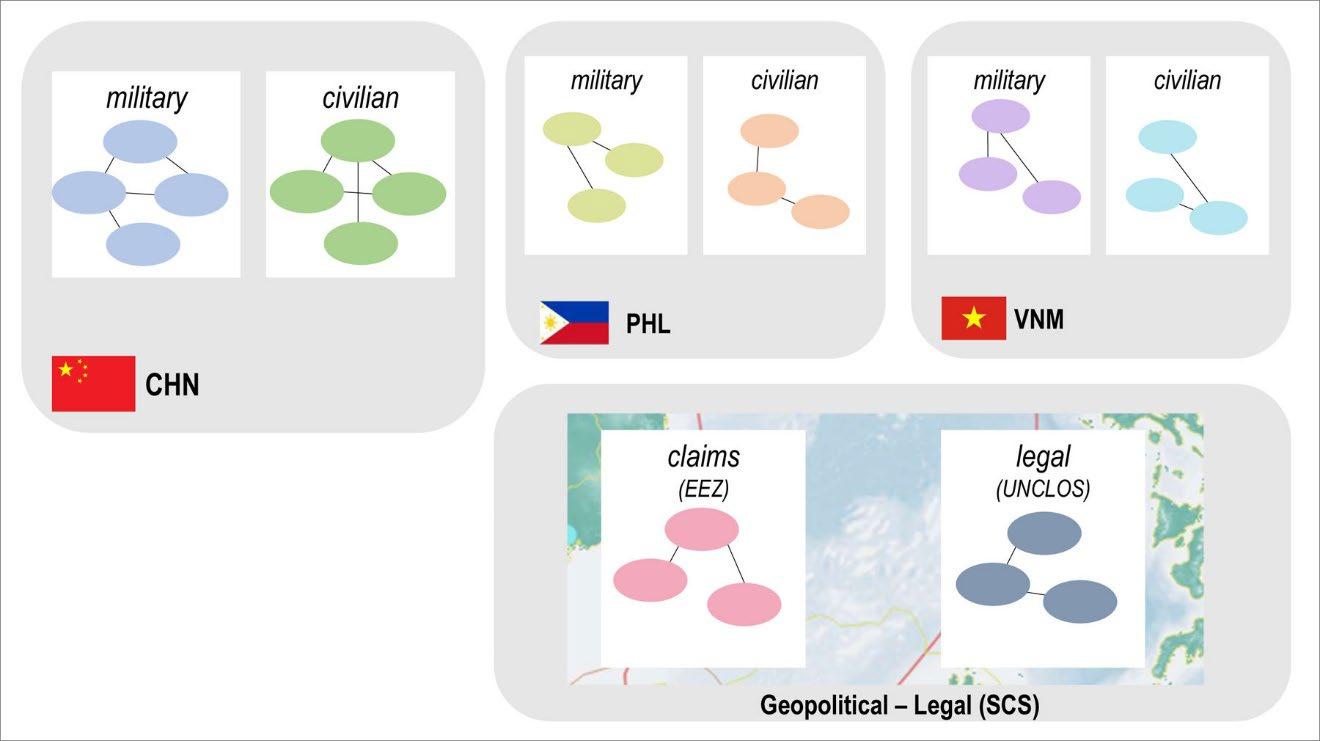 military
civilian
CHN
military
civilian
PHL
military
civilian
VNM
claims
(EEZ)
legal
(UNCLOS)
Geopolitical – Legal (SCS)